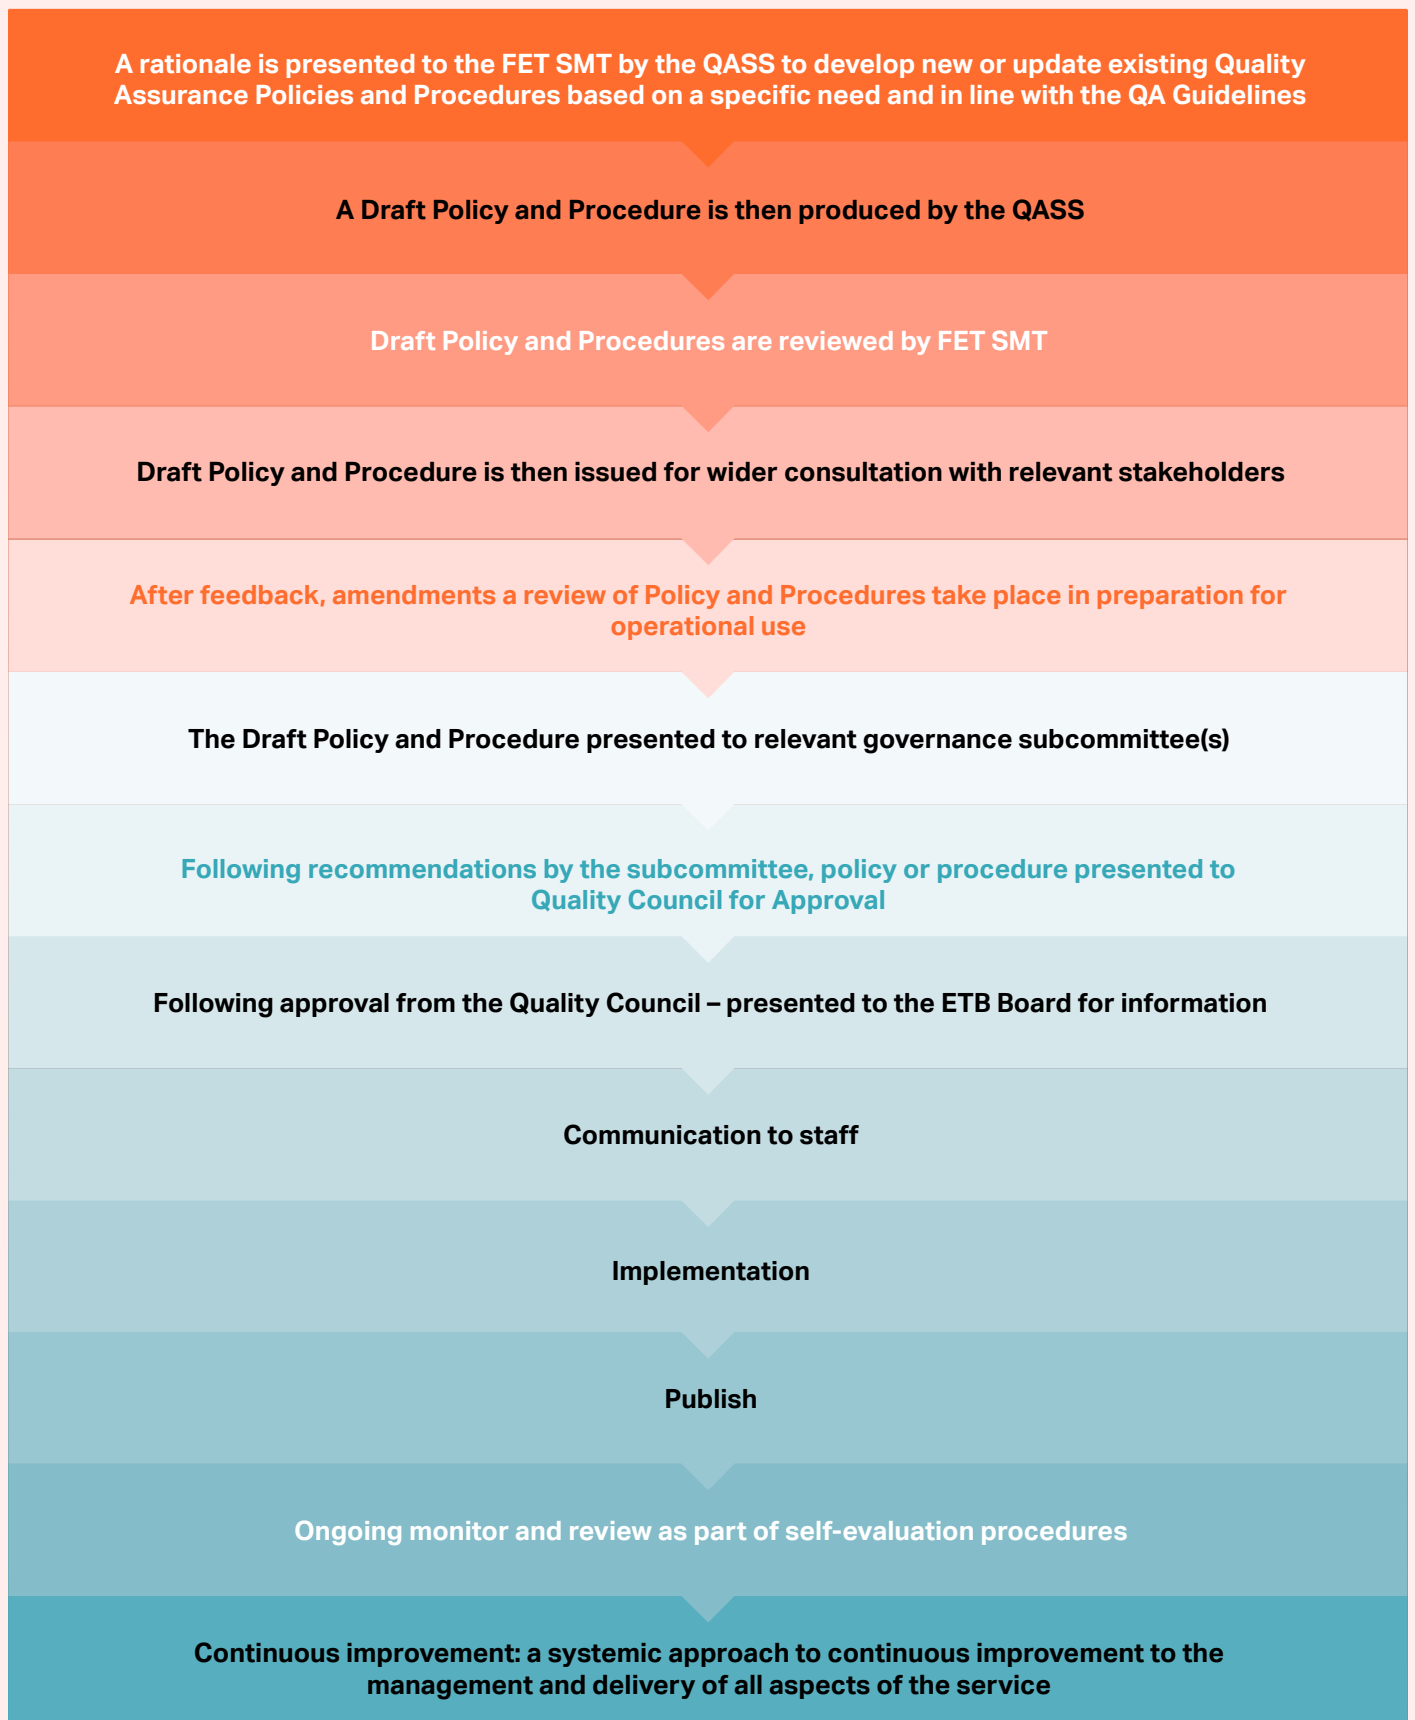 A rationale is presented to the FET SMT by the QASS to develop new or update existing Quality
Assurance Policies and Procedures based on a specific need and in line with the QA Guidelines
A Draft Policy and Procedure is then produced by the QASS
Draft Policy and Procedures are reviewed by FET SMT
Draft Policy and Procedure is then issued for wider consultation with relevant stakeholders
After feedback, amendments a review of Policy and Procedures take place in preparation for
operational use
The Draft Policy and Procedure presented to relevant governance subcommittee(s)
Following recommendations by the subcommittee, policy or procedure presented to
Quality Council for Approval
Following approval from the Quality Council – presented to the ETB Board for information
Communication to staff
Implementation
Publish
Ongoing monitor and review as part of self-evaluation procedures
Continuous improvement: a systemic approach to continuous improvement to the
management and delivery of all aspects of the service